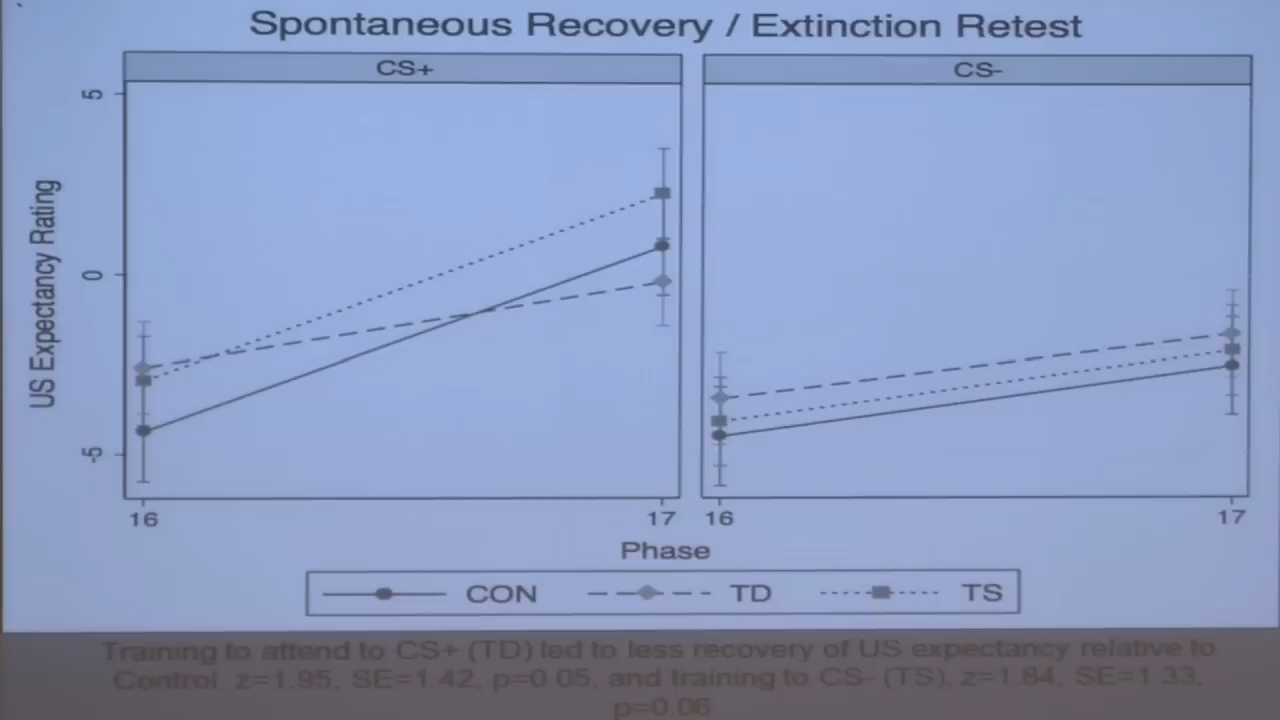 Spontaneous Recovery / Extinction Retest
CS+
CS-
US Expectancy Rating
5
0
-5
16
17
16
17
Phase
CON
TD
TS
Training to attend to CS+ (TD) led to less recovery of US expectancy relative to
Control, z=1.95, SE=1.42, p=0.05, and training to CS- (TS), z=1.84, SE=1.33,
p=0.06